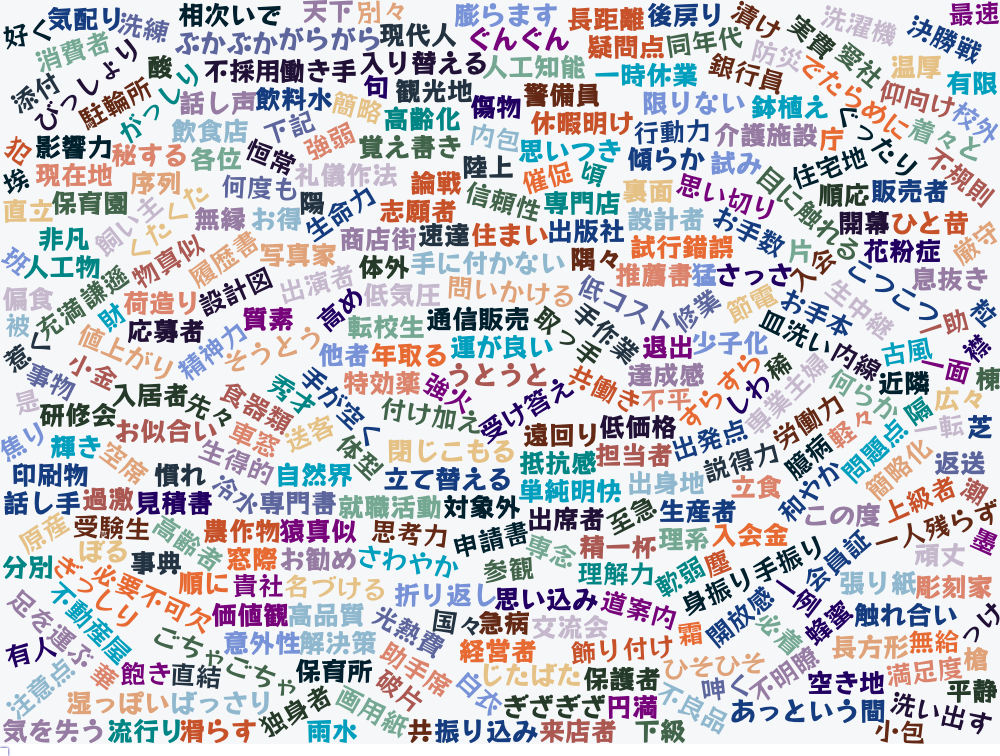 好く
気配り
洗練
相次いで
天下
別々
膨らます
長距離
後戻り
漬け
実費
洗濯機
決勝戦
最速
消費者
ぶかぶか
がらがら
現代人
ぐんぐん
疑問点
同年代
防災
愛社
温厚
有限
添付
びっしょり
酸
不採用
働き手
入り替える
人工知能
一時休業
銀行員
でたらめに
仰向け
校外
駐輪所
がっしり
話し声
飲料水
簡略
句
観光地
傷物
警備員
限りない
鉢植え
ぐったり
着々と
犯
影響力
飲食店
下記
強弱
高齢化
内包
休暇明け
行動力
介護施設
庁
不規則
秘する
各位
恒常
覚え書き
陸上
思いつき
傾らか
試み
目に触れる
住宅地
埃
現在地
序列
何度も
礼儀作法
論戦
信頼性
催促
頃
裏面
思い切り
順応
販売者
直立
保育園
飼い主
くたくた
無縁
お得
陽
生命力
志願者
専門店
設計者
お手数
開幕
ひと昔
非凡
物真似
履歴書
写真家
商店街
速達
住まい
出版社
試行錯誤
片
花粉症
厳守
班
人工物
体外
手に付かない
隅々
推薦書
猛
さっさ
入会
こつこつ
息抜き
偏食
充満
謙遜
財
荷造り
設計図
出演者
高め
低気圧
問いかける
低コスト
修業
節電
お手本
生中継
粒
被
惹く
値上がり
応募者
精神力
質素
そうとう
転校生
通信販売
取っ手
手作業
退出
少子化
皿洗い
内線
古風
一助
襟
事物
小金
他者
年取る
運が良い
達成感
すらすら
しわ
稀
専業主婦
何らか
近隣
一面
棟
是
研修会
入居者
先々
食器類
秀才
手が空く
特効薬
強火
うとうと
共働き
不平
労働力
軽々
隔
広々
焦り
輝き
お似合い
車窓
送客
体型
付け加え
受け答え
遠回り
低価格
出発点
説得力
臆病
問題点
一転
芝
印刷物
空席
慣れ
生得的
自然界
閉じこもる
立て替える
抵抗感
担当者
単純明快
出身地
立食
和やか
簡略化
返送
話し手
過激
見積書
冷水
専門書
就職活動
対象外
出席者
至急
生産者
この度
上級者
潮
原産
受験生
高齢者
農作物
猿真似
思考力
申請書
専念
精一杯
理系
入会金
一人残らず
墨
分別
ぼる
事典
窓際
お勧め
さわやか
参観
理解力
軟弱
塵
身振り手振り
会員証
頑丈
ぎっしり
必要不可欠
順に
貴社
名づける
折り返し
思い込み
道案内
一例
張り紙
彫刻家
足を運ぶ
不動産屋
価値観
高品質
光熱費
国々
急病
交流会
霜
開放感
必着
蜂蜜
触れ合い
つけ
有人
ごちゃごちゃ
意外性
解決策
助手席
経営者
飾り付け
長方形
無給
注意点
華
飽き
直結
保育所
破片
白衣
じたばた
保護者
ひそひそ
呻く
不明瞭
空き地
満足度
槍
平静
湿っぽい
ばっさり
独身者
画用紙
ぎざぎざ
円満
不良品
あっという間
洗い出す
気を失う
流行り
滑らす
雨水
共
振り込み
来店者
下級
小包